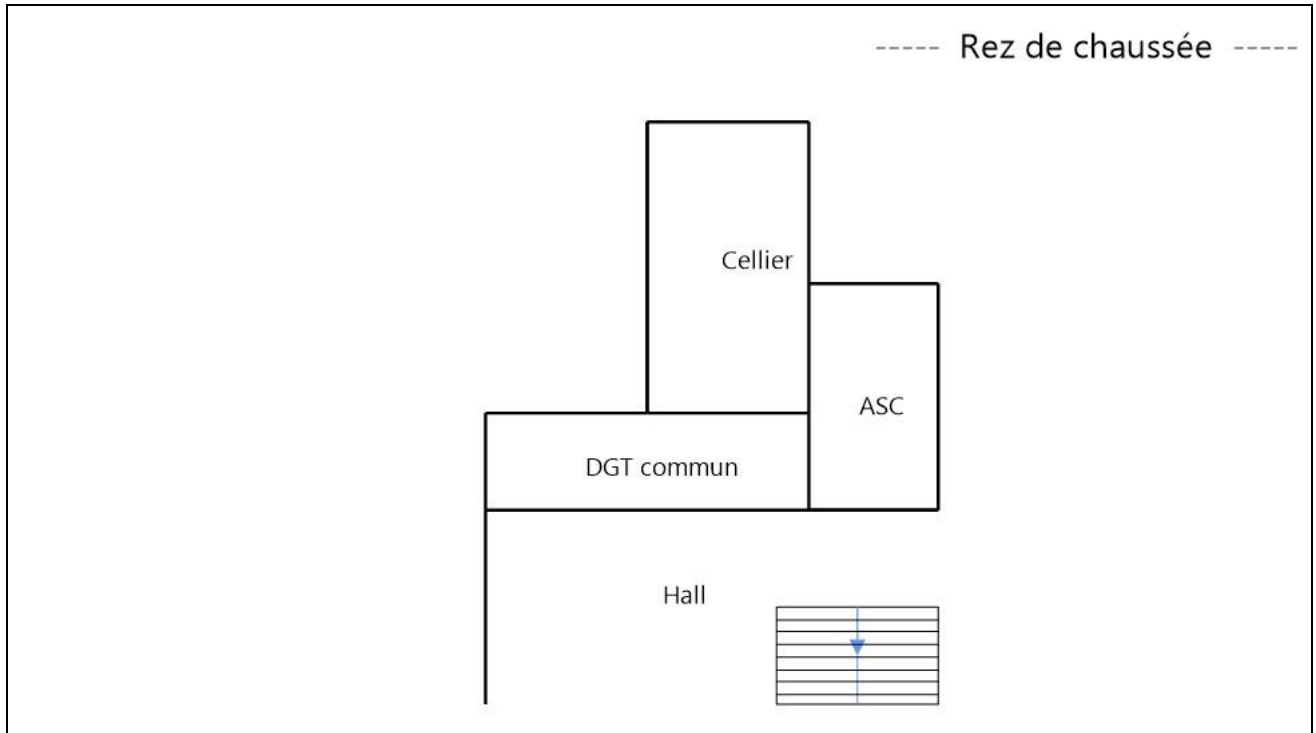 ----- Rez de chaussée -----
Cellier
ASC
DGT commun
Hall